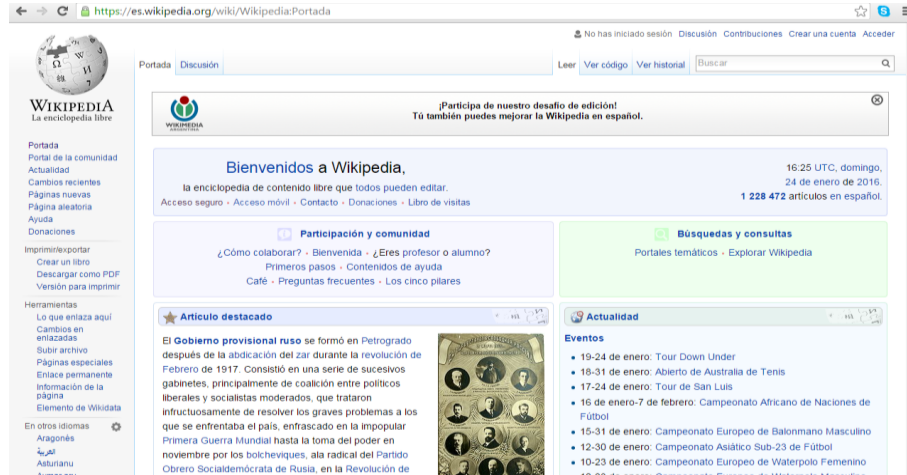 https://es.wikipedia.org/wiki/Wikipedia:Portada
No has iniciado sesión Discusión Contribuciones Crear una cuenta Acceder
Portada Discusión
Leer Ver código Ver historial Buscar
WIKIPEDIA
La enciclopedia libre
Portada
Portal de la comunidad
Actualidad
Cambios recientes
Páginas nuevas
Página aleatoria
Ayuda
Donaciones
Imprimir/exportar
Crear un libro
Descargar como PDF
Versión para imprimir
Herramientas
Lo que enlaza aquí
Cambios en
enlazadas
Subir archivo
Páginas especiales
Enlace permanente
Información de la
página
Elemento de Wikidata
En otros idiomas
Aragonés
العربية
Asturianu
WIKIMEDIA
ARGENTINA
¡Participa de nuestro desafío de edición!
Tú también puedes mejorar la Wikipedia en español.
Bienvenidos a Wikipedia,
la enciclopedia de contenido libre que todos pueden editar.
Acceso seguro • Acceso móvil • Contacto • Donaciones • Libro de visitas
16:25 UTC, domingo,
24 de enero de 2016.
1 228 472 artículos en español.
Participación y comunidad
¿Cómo colaborar? • Bienvenida • ¿Eres profesor o alumno?
Primeros pasos • Contenidos de ayuda
Café • Preguntas frecuentes • Los cinco pilares
Búsquedas y consultas
Portales temáticos • Explorar Wikipedia
Artículo destacado
El Gobierno provisional ruso se formó en Petrogrado
después de la abdicación del zar durante la revolución de
Febrero de 1917. Consistió en una serie de sucesivos
gabinetes, principalmente de coalición entre políticos
liberales y socialistas moderados, que trataron
infructuosamente de resolver los graves problemas a los
que se enfrentaba el país, enfrascado en la impopular
Primera Guerra Mundial hasta la toma del poder en
noviembre por los bolcheviques, ala radical del Partido
Obrero Socialdemócrata de Rusia, en la Revolución de
Actualidad
Eventos
• 19-24 de enero: Tour Down Under
• 18-31 de enero: Abierto de Australia de Tenis
• 17-24 de enero: Tour de San Luis
• 16 de enero-7 de febrero: Campeonato Africano de Naciones de
Fútbol
• 15-31 de enero: Campeonato Europeo de Balonmano Masculino
• 12-30 de enero: Campeonato Asiático Sub-23 de Fútbol
• 10-23 de enero: Campeonato Europeo de Waterpolo Femenino